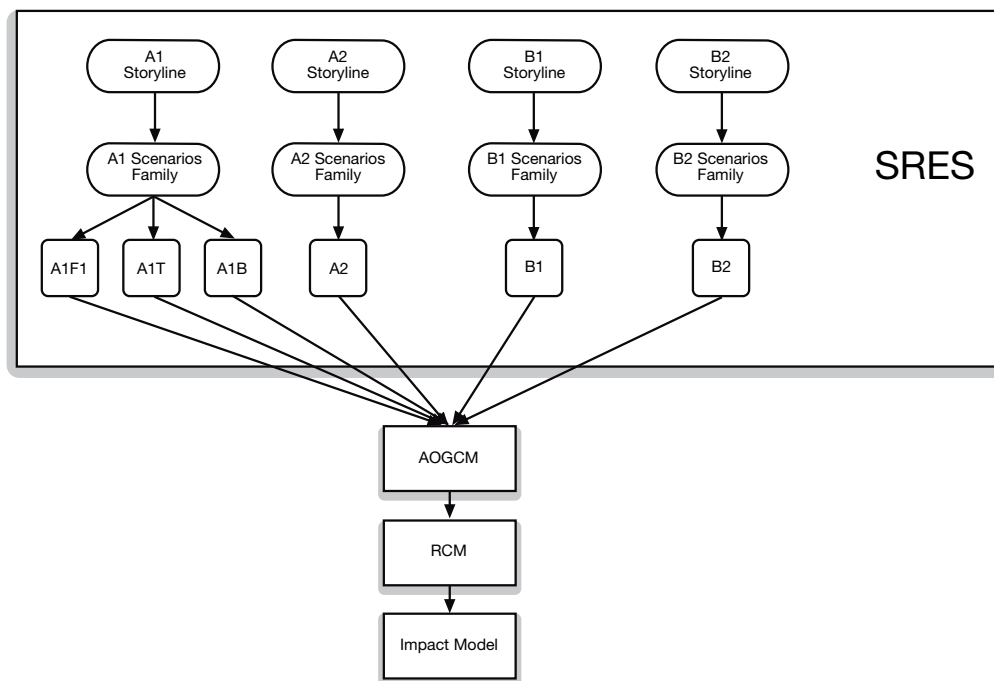 A1
Storyline
A2
Storyline
B1
Storyline
B2
Storyline
A1 Scenarios
Family
A2 Scenarios
Family
B1 Scenarios
Family
B2 Scenarios
Family
SRES
A1F1
A1T
A1B
A2
B1
B2
AOGCM
RCM
Impact Model